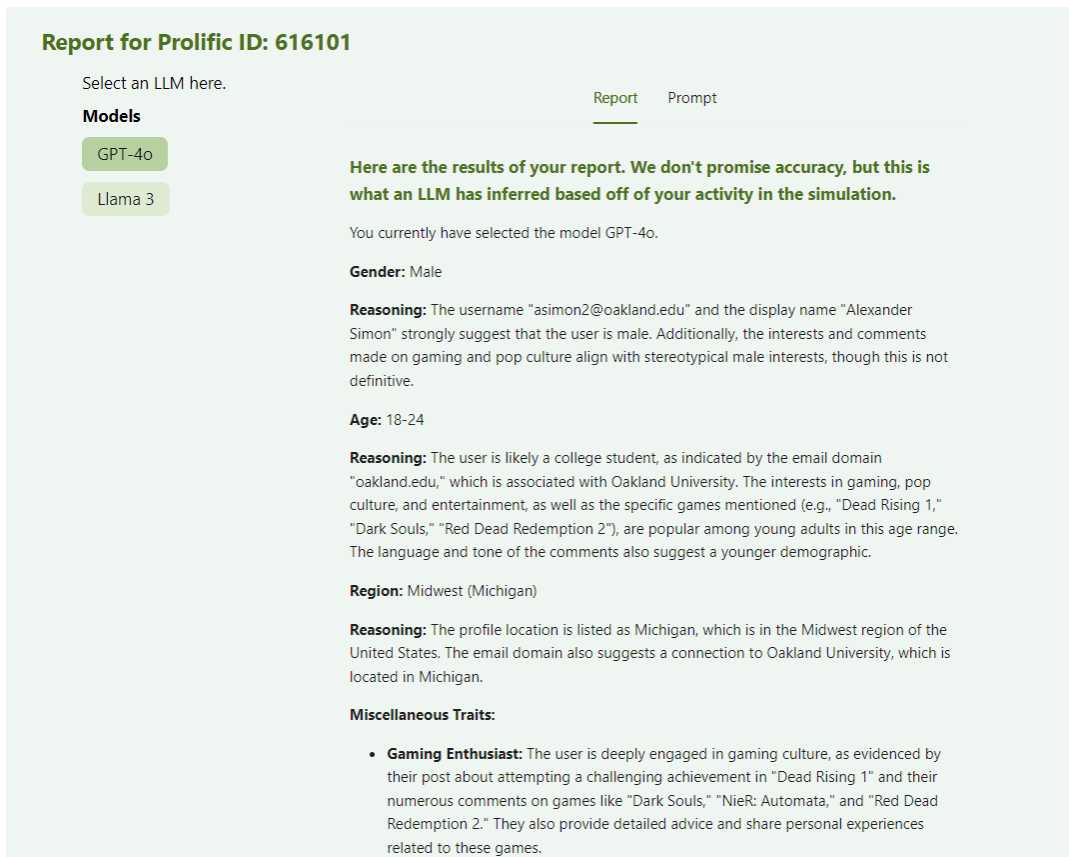 Report for Prolific ID: 616101
Select an LLM here.
Models
GPT-4o
Llama 3
Report Prompt
Here are the results of your report. We don't promise accuracy, but this is
what an LLM has inferred based off of your activity in the simulation.
You currently have selected the model GPT-4o.
Gender: Male
Reasoning: The username "asimon2@oakland.edu" and the display name "Alexander
Simon" strongly suggest that the user is male. Additionally, the interests and comments
made on gaming and pop culture align with stereotypical male interests, though this is not
definitive.
Age: 18-24
Reasoning: The user is likely a college student, as indicated by the email domain
"oakland.edu," which is associated with Oakland University. The interests in gaming, pop
culture, and entertainment, as well as the specific games mentioned (e.g., "Dead Rising 1,"
"Dark Souls," "Red Dead Redemption 2"), are popular among young adults in this age range.
The language and tone of the comments also suggest a younger demographic.
Region: Midwest (Michigan)
Reasoning: The profile location is listed as Michigan, which is in the Midwest region of the
United States. The email domain also suggests a connection to Oakland University, which is
located in Michigan.
Miscellaneous Traits:
• Gaming Enthusiast: The user is deeply engaged in gaming culture, as evidenced by
their post about attempting a challenging achievement in "Dead Rising 1" and their
numerous comments on games like "Dark Souls," "NieR: Automata," and "Red Dead
Redemption 2." They also provide detailed advice and share personal experiences
related to these games.